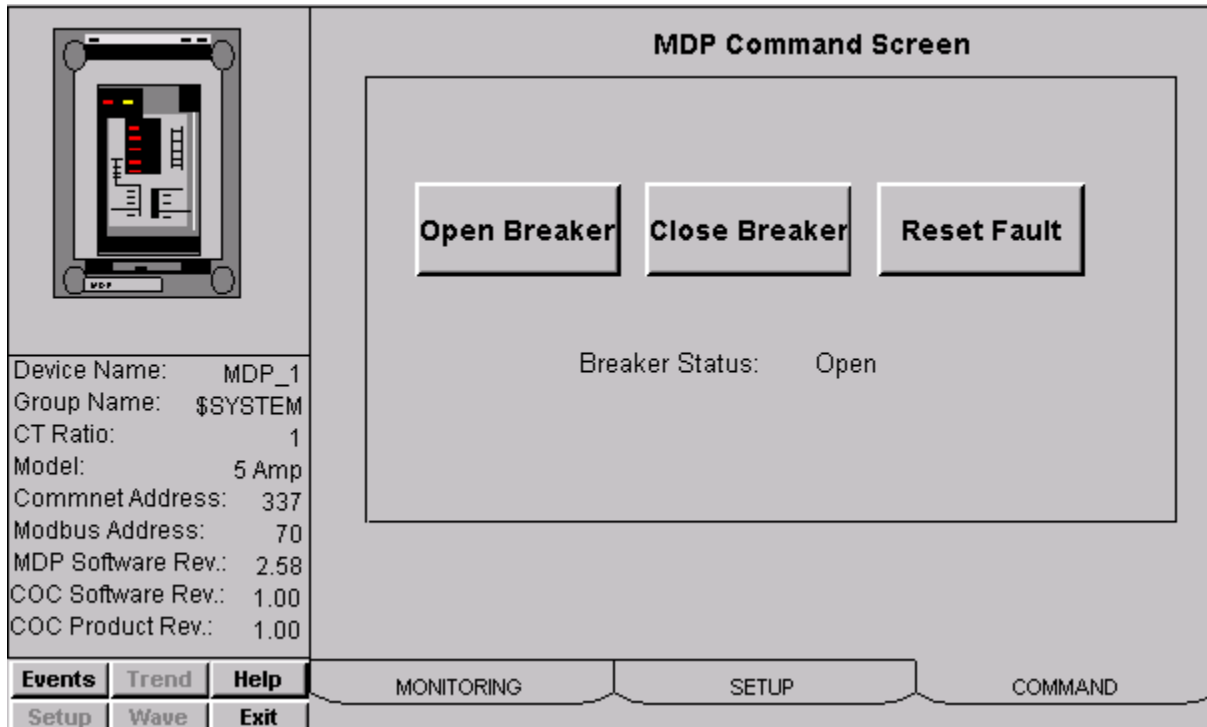 MDP Command Screen
Open Breaker
Close Breaker
Reset Fault
Breaker Status: Open
MDP
Device Name: MDP_1
Group Name: $SYSTEM
CT Ratio: 1
Model: 5 Amp
Commnet Address: 337
Modbus Address: 70
MDP Software Rev.: 2.58
COC Software Rev.: 1.00
COC Product Rev.: 1.00
Events Trend Help
Setup Wave Exit
MONITORING SETUP COMMAND